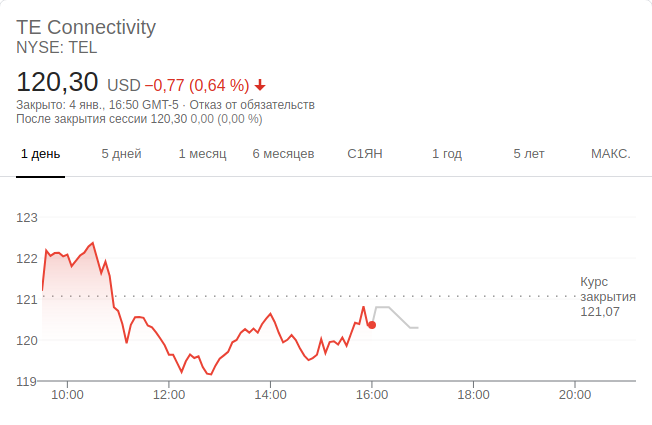 TE Connectivity
NYSE: TEL
120,30 USD −0,77 (0,64 %)
Закрыто: 4 янв., 16:50 GMT-5 · Отказ от обязательств
После закрытия сессии 120,30 0,00 (0,00 %)
1 день 5 дней 1 месяц 6 месяцев С1ЯН 1 год 5 лет МАКС.
123
122
121
120
119
Курс
закрытия
121,07
10:00 12:00 14:00 16:00 18:00 20:00